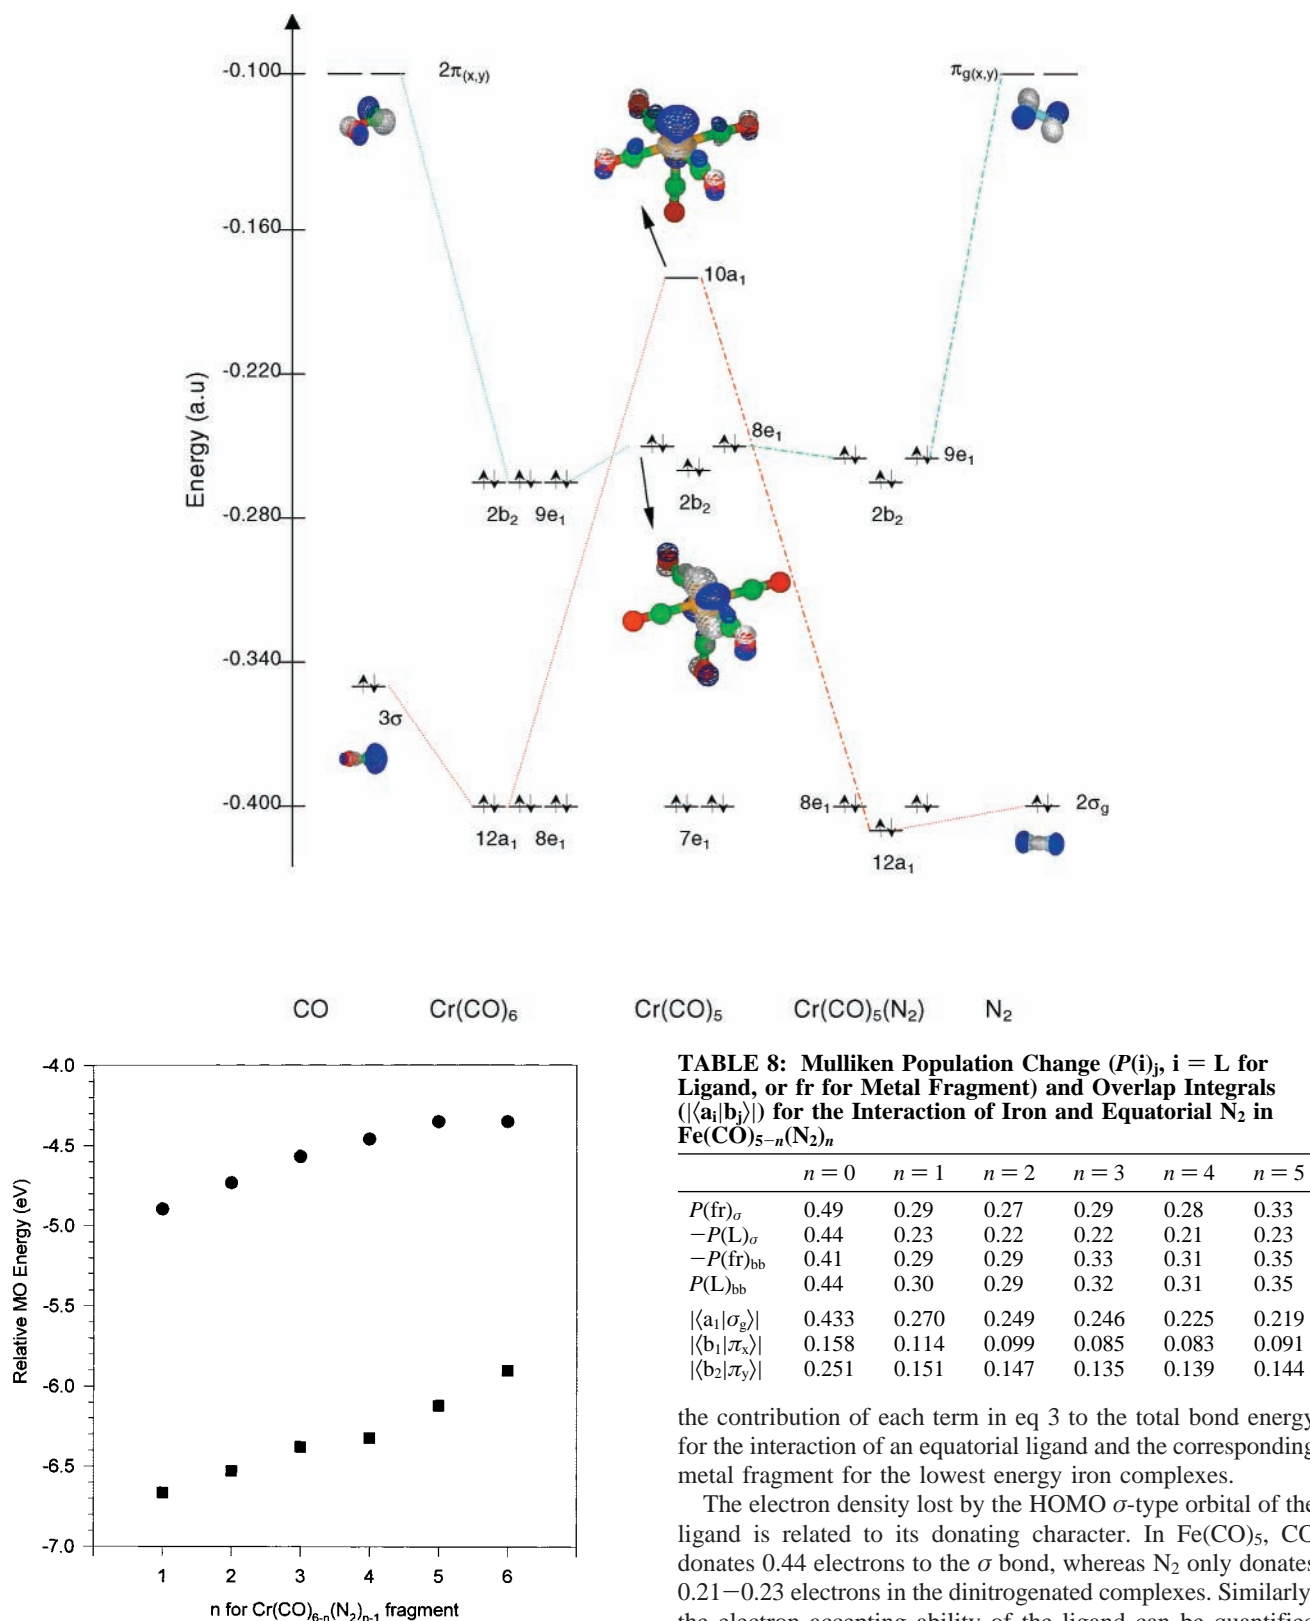 -0.100
2π(x,y)
πg(x,y)
-0.160
10a1
-0.220
8e1
9e1
2b2
2b2 9e1
2b2
-0.280
-0.340
3σ
-0.400
8e1
2σg
12a1 8e1
7e1
12a1
Energy (a.u)
CO Cr(CO)6 Cr(CO)5 Cr(CO)5(N2) N2
-4.0
-4.5
-5.0
-5.5
-6.0
-6.5
-7.0
Relative MO Energy (eV)
1 2 3 4 5 6
n for Cr(CO)6-n(N2)n-1 fragment
TABLE 8: Mulliken Population Change (P(i)j, i = L for
Ligand, or fr for Metal Fragment) and Overlap Integrals
(|⟨ai|bj⟩|) for the Interaction of Iron and Equatorial N2 in
Fe(CO)5−n(N2)n
n = 0 n = 1 n = 2 n = 3 n = 4 n = 5
P(fr)σ 0.49 0.29 0.27 0.29 0.28 0.33
−P(L)σ 0.44 0.23 0.22 0.22 0.21 0.23
−P(fr)bb 0.41 0.29 0.29 0.33 0.31 0.35
P(L)bb 0.44 0.30 0.29 0.32 0.31 0.35
|⟨a1|σg⟩| 0.433 0.270 0.249 0.246 0.225 0.219
|⟨b1|πx⟩| 0.158 0.114 0.099 0.085 0.083 0.091
|⟨b2|πy⟩| 0.251 0.151 0.147 0.135 0.139 0.144
the contribution of each term in eq 3 to the total bond energy
for the interaction of an equatorial ligand and the corresponding
metal fragment for the lowest energy iron complexes.
The electron density lost by the HOMO σ-type orbital of the
ligand is related to its donating character. In Fe(CO)5, CO
donates 0.44 electrons to the σ bond, whereas N2 only donates
0.21−0.23 electrons in the dinitrogenated complexes. Similarly,
the electron accepting ability of the ligand can be quantified